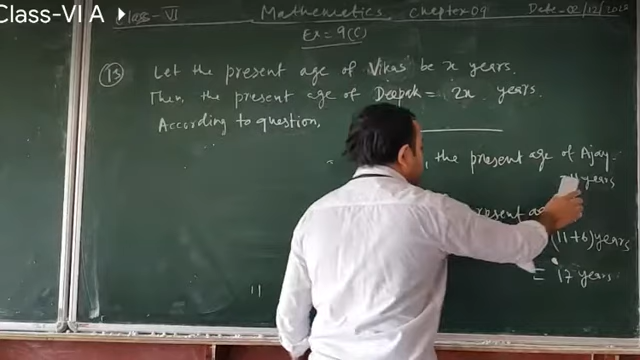 Class-VI A
Class-VI Mathematics Chapter 09 Date-02/12/2020
Ex = 9(C)
13 Let the present age of Vikas be x years.
Then, the present age of Deepak = 2x years.
According to question,
, the present age of Ajay
years
present
(11+6) years
= 17 years
11